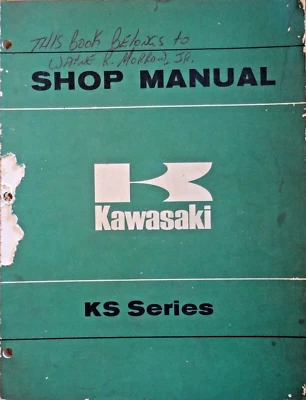 THIS BOOK BELONGS to
WAYNE K. MORROW, JR.
SHOP MANUAL
Kawasaki
KS Series